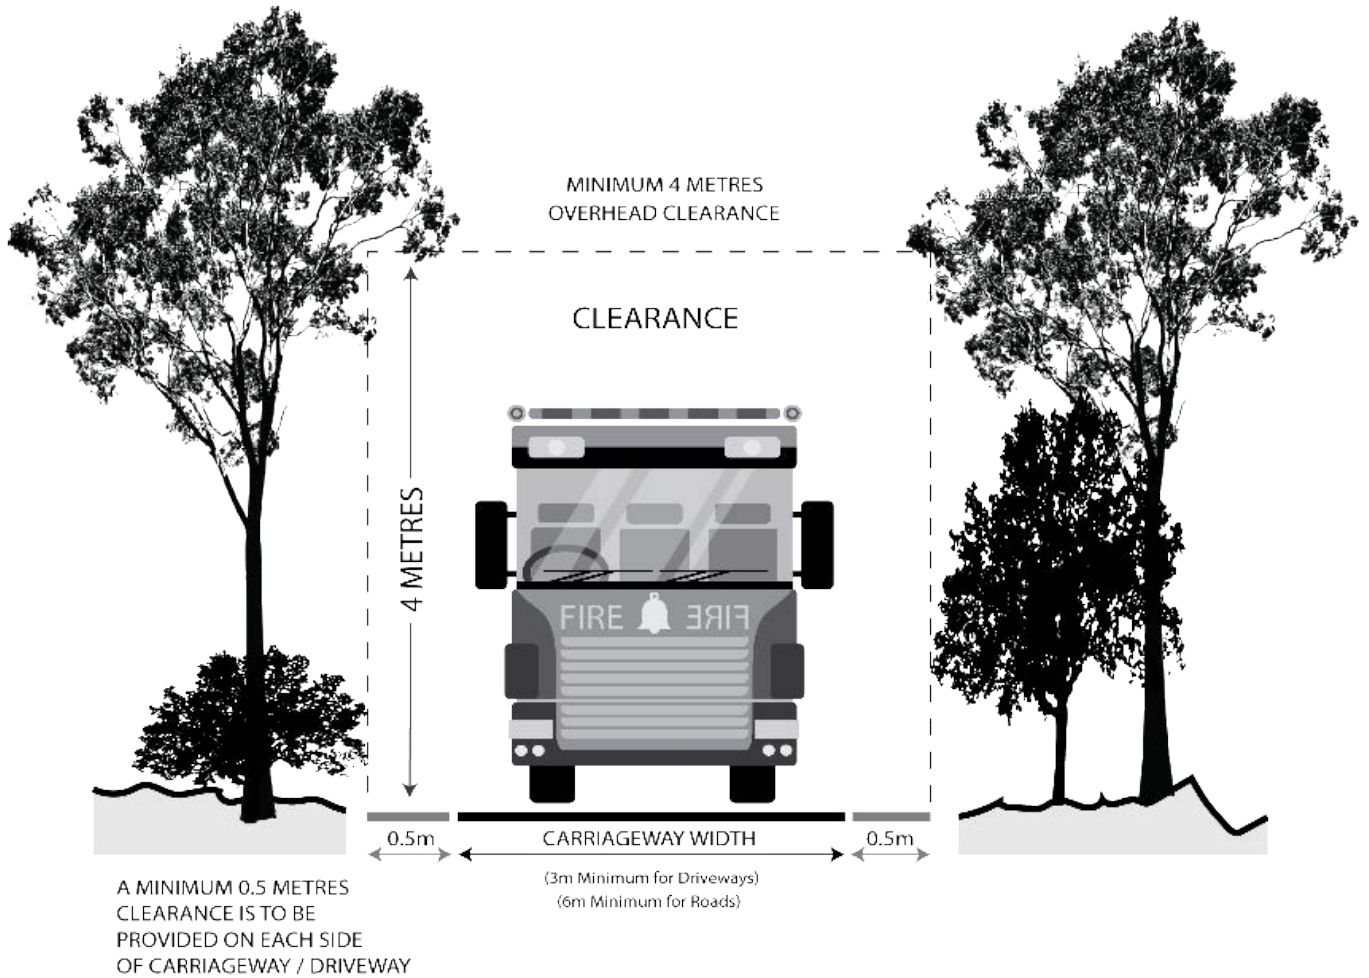 MINIMUM 4 METRES
OVERHEAD CLEARANCE
CLEARANCE
4 METRES
FIRE FIRE
0.5m
CARRIAGEWAY WIDTH
0.5m
(3m Minimum for Driveways)
(6m Minimum for Roads)
A MINIMUM 0.5 METRES
CLEARANCE IS TO BE
PROVIDED ON EACH SIDE
OF CARRIAGEWAY / DRIVEWAY